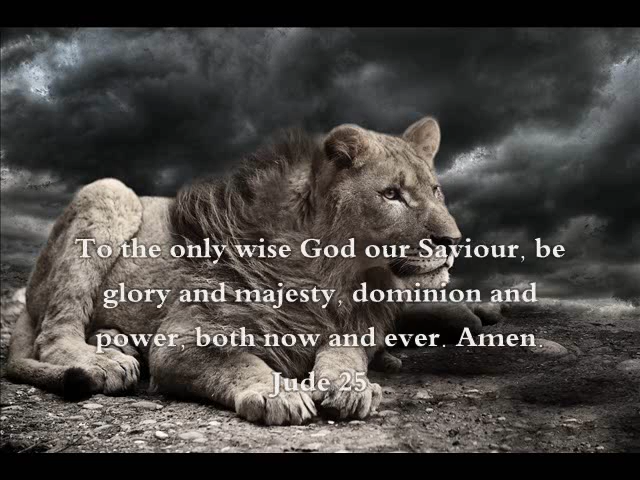 To the only wise God our Saviour, be
glory and majesty, dominion and
power, both now and ever. Amen.
Jude 25